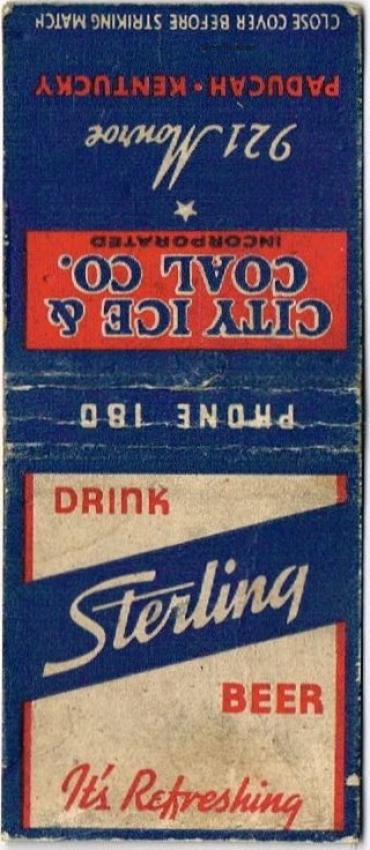 CLOSE COVER BEFORE STRIKING MATCH
PADUCAH • KENTUCKY
921 Monroe
CITY ICE &
COAL CO.
INCORPORATED
PHONE 180
DRINK
Sterling
BEER
It's Refreshing